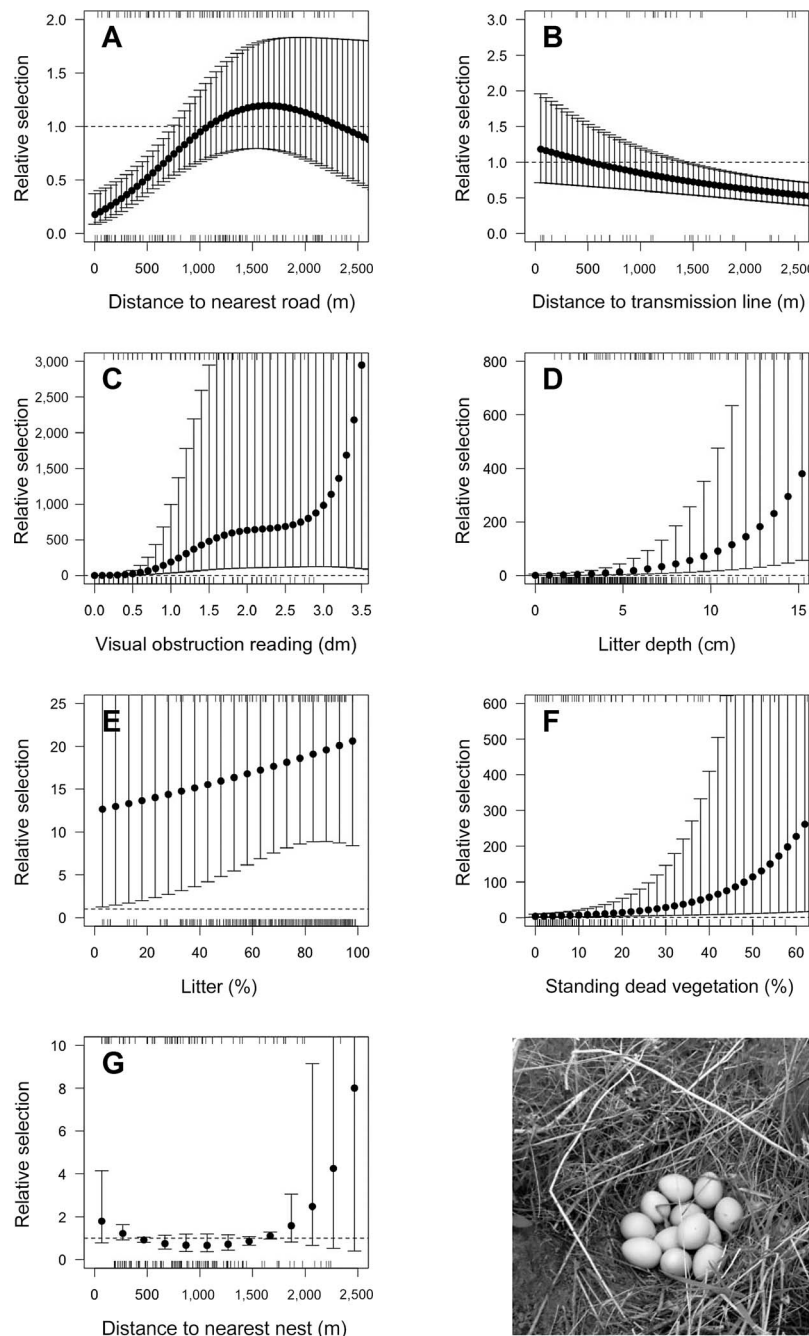 A
Relative selection
2.0
1.5
1.0
0.5
0.0
0 500 1,000 1,500 2,000 2,500
Distance to nearest road (m)
B
Relative selection
3.0
2.5
2.0
1.5
1.0
0.5
0.0
0 500 1,000 1,500 2,000 2,500
Distance to transmission line (m)
C
Relative selection
3,000
2,500
2,000
1,500
1,000
500
0
0.0 0.5 1.0 1.5 2.0 2.5 3.0 3.5
Visual obstruction reading (dm)
D
Relative selection
800
600
400
200
0
0 5 10 15
Litter depth (cm)
E
Relative selection
25
20
15
10
5
0
0 20 40 60 80 100
Litter (%)
F
Relative selection
600
500
400
300
200
100
0
0 10 20 30 40 50 60
Standing dead vegetation (%)
G
Relative selection
10
8
6
4
2
0
0 500 1,000 1,500 2,000 2,500
Distance to nearest nest (m)